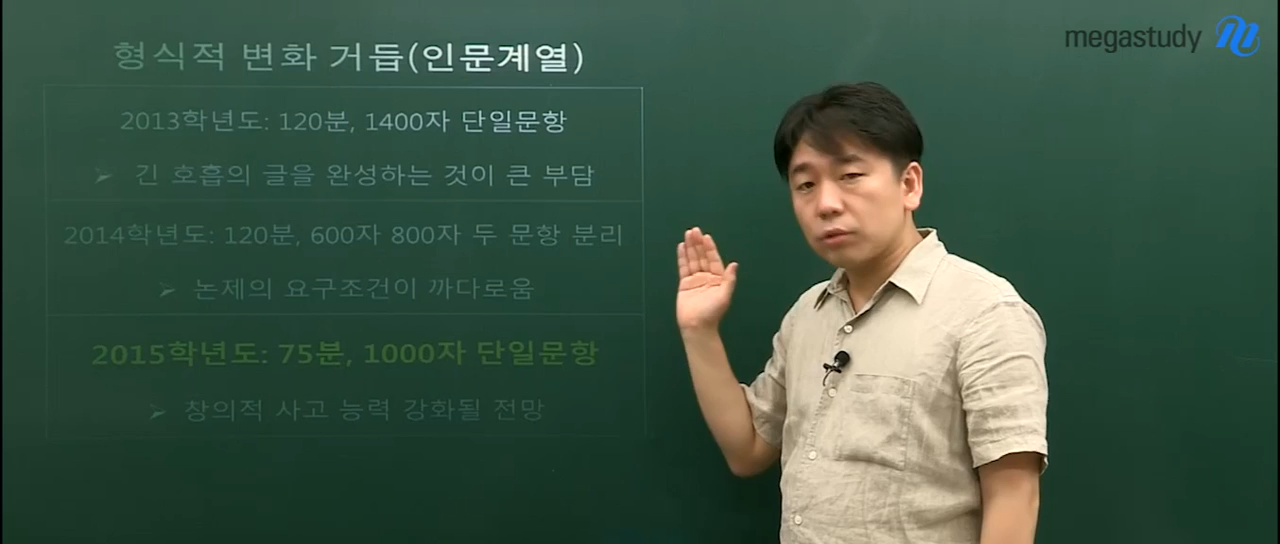 megastudy
형식적 변화 거듭(인문계열)
2013학년도: 120분, 1400자 단일문항
➢ 긴 호흡의 글을 완성하는 것이 큰 부담
2014학년도: 120분, 600자 800자 두 문항 분리
➢ 논제의 요구조건이 까다로움
2015학년도: 75분, 1000자 단일문항
➢ 창의적 사고 능력 강화될 전망